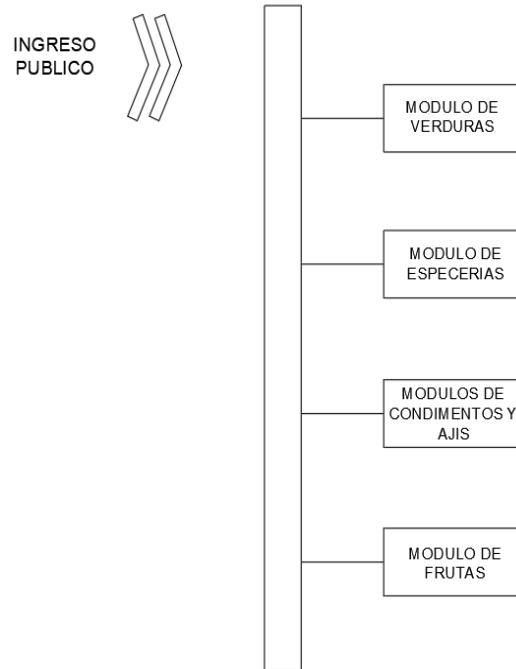 INGRESO
PUBLICO
MODULO DE
VERDURAS
MODULO DE
ESPECERIAS
MODULOS DE
CONDIMENTOS Y
AJIS
MODULO DE
FRUTAS